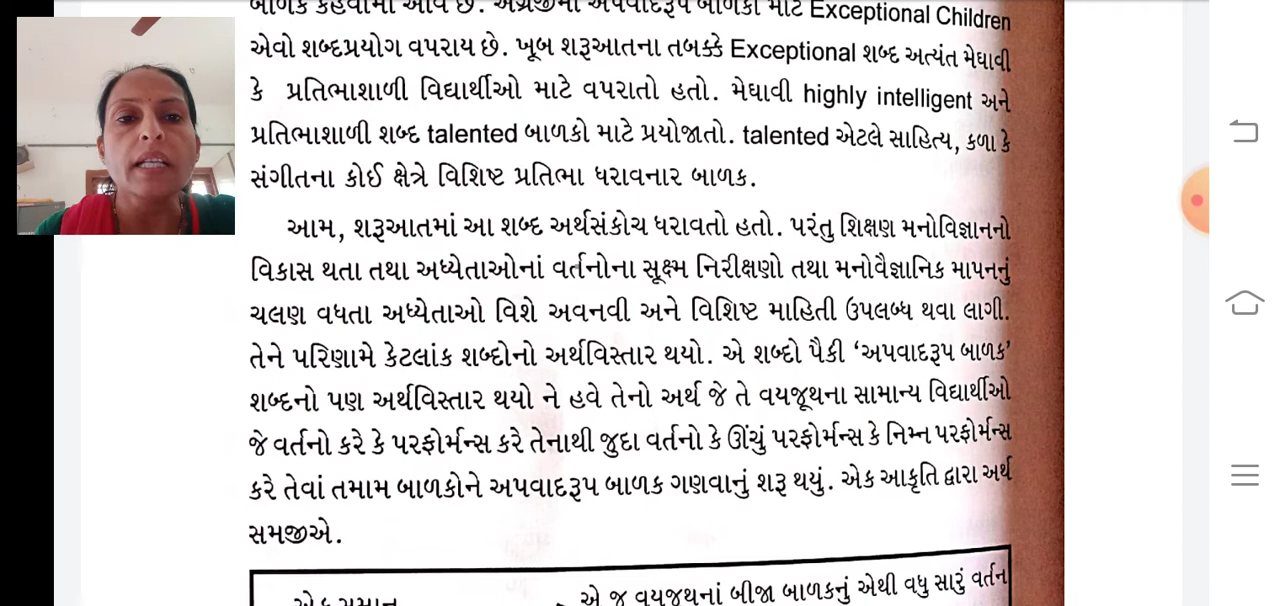 બાળક કહેવામાં આવે છે. અંગ્રેજીમાં અપવાદરૂપ બાળકો માટે Exceptional Children
એવો શબ્દપ્રયોગ વપરાય છે. ખૂબ શરૂઆતના તબક્કે Exceptional શબ્દ અત્યંત મેધાવી
કે પ્રતિભાશાળી વિદ્યાર્થીઓ માટે વપરાતો હતો. મેધાવી highly intelligent અને
પ્રતિભાશાળી શબ્દ talented બાળકો માટે પ્રયોજાતો. talented એટલે સાહિત્ય, કળા કે
સંગીતના કોઈ ક્ષેત્રે વિશિષ્ટ પ્રતિભા ધરાવનાર બાળક.
આમ, શરૂઆતમાં આ શબ્દ અર્થસંકોચ ધરાવતો હતો. પરંતુ શિક્ષણ મનોવિજ્ઞાનનો
વિકાસ થતા તથા અધ્યેતાઓનાં વર્તનોના સૂક્ષ્મ નિરીક્ષણો તથા મનોવૈજ્ઞાનિક માપનનું
ચલણ વધતા અધ્યેતાઓ વિશે અવનવી અને વિશિષ્ટ માહિતી ઉપલબ્ધ થવા લાગી.
તેને પરિણામે કેટલાંક શબ્દોનો અર્થવિસ્તાર થયો. એ શબ્દો પૈકી ‘અપવાદરૂપ બાળક’
શબ્દનો પણ અર્થવિસ્તાર થયો ને હવે તેનો અર્થ જે તે વયજૂથના સામાન્ય વિદ્યાર્થીઓ
જે વર્તનો કરે કે પરફોર્મન્સ કરે તેનાથી જુદા વર્તનો કે ઊંચું પરફોર્મન્સ કે નિમ્ન પરફોર્મન્સ
કરે તેવાં તમામ બાળકોને અપવાદરૂપ બાળક ગણવાનું શરૂ થયું. એક આકૃતિ દ્વારા અર્થ
સમજીએ.
એક સમાન
એ જ વયજૂથનાં બીજા બાળકનું એથી વધુ સારું વર્તન